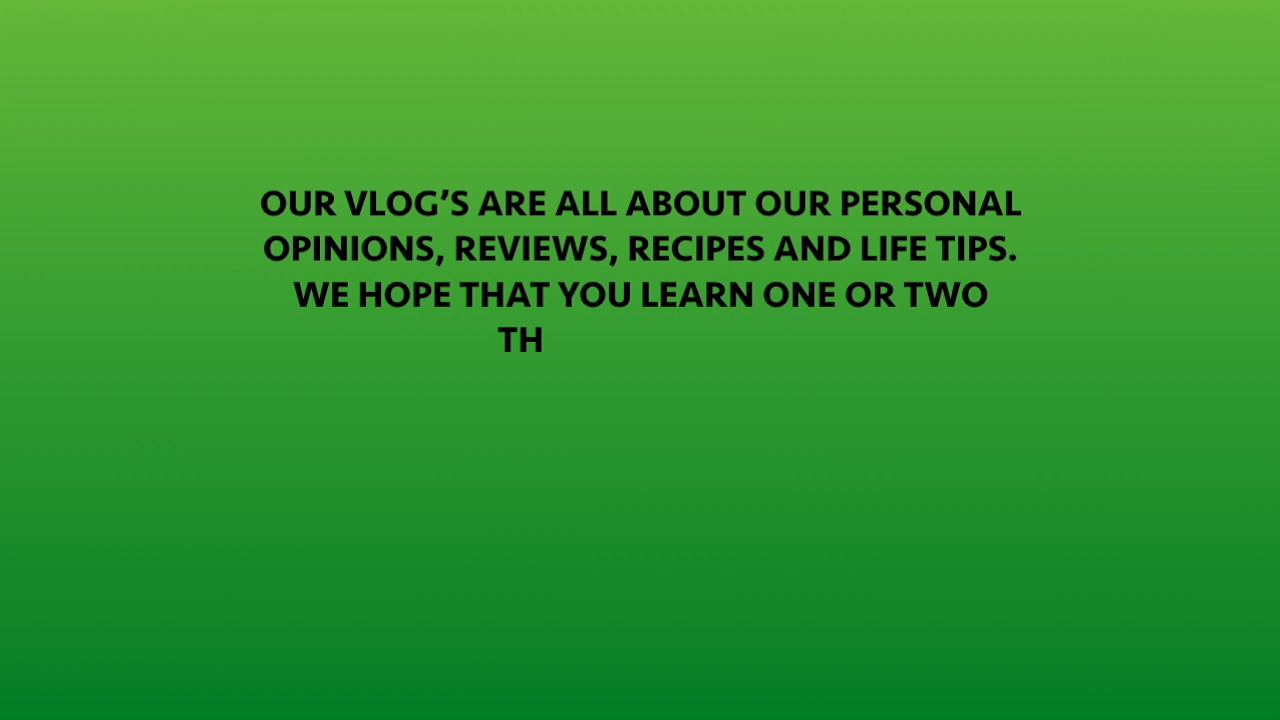 OUR VLOG’S ARE ALL ABOUT OUR PERSONAL
OPINIONS, REVIEWS, RECIPES AND LIFE TIPS.
WE HOPE THAT YOU LEARN ONE OR TWO
TH